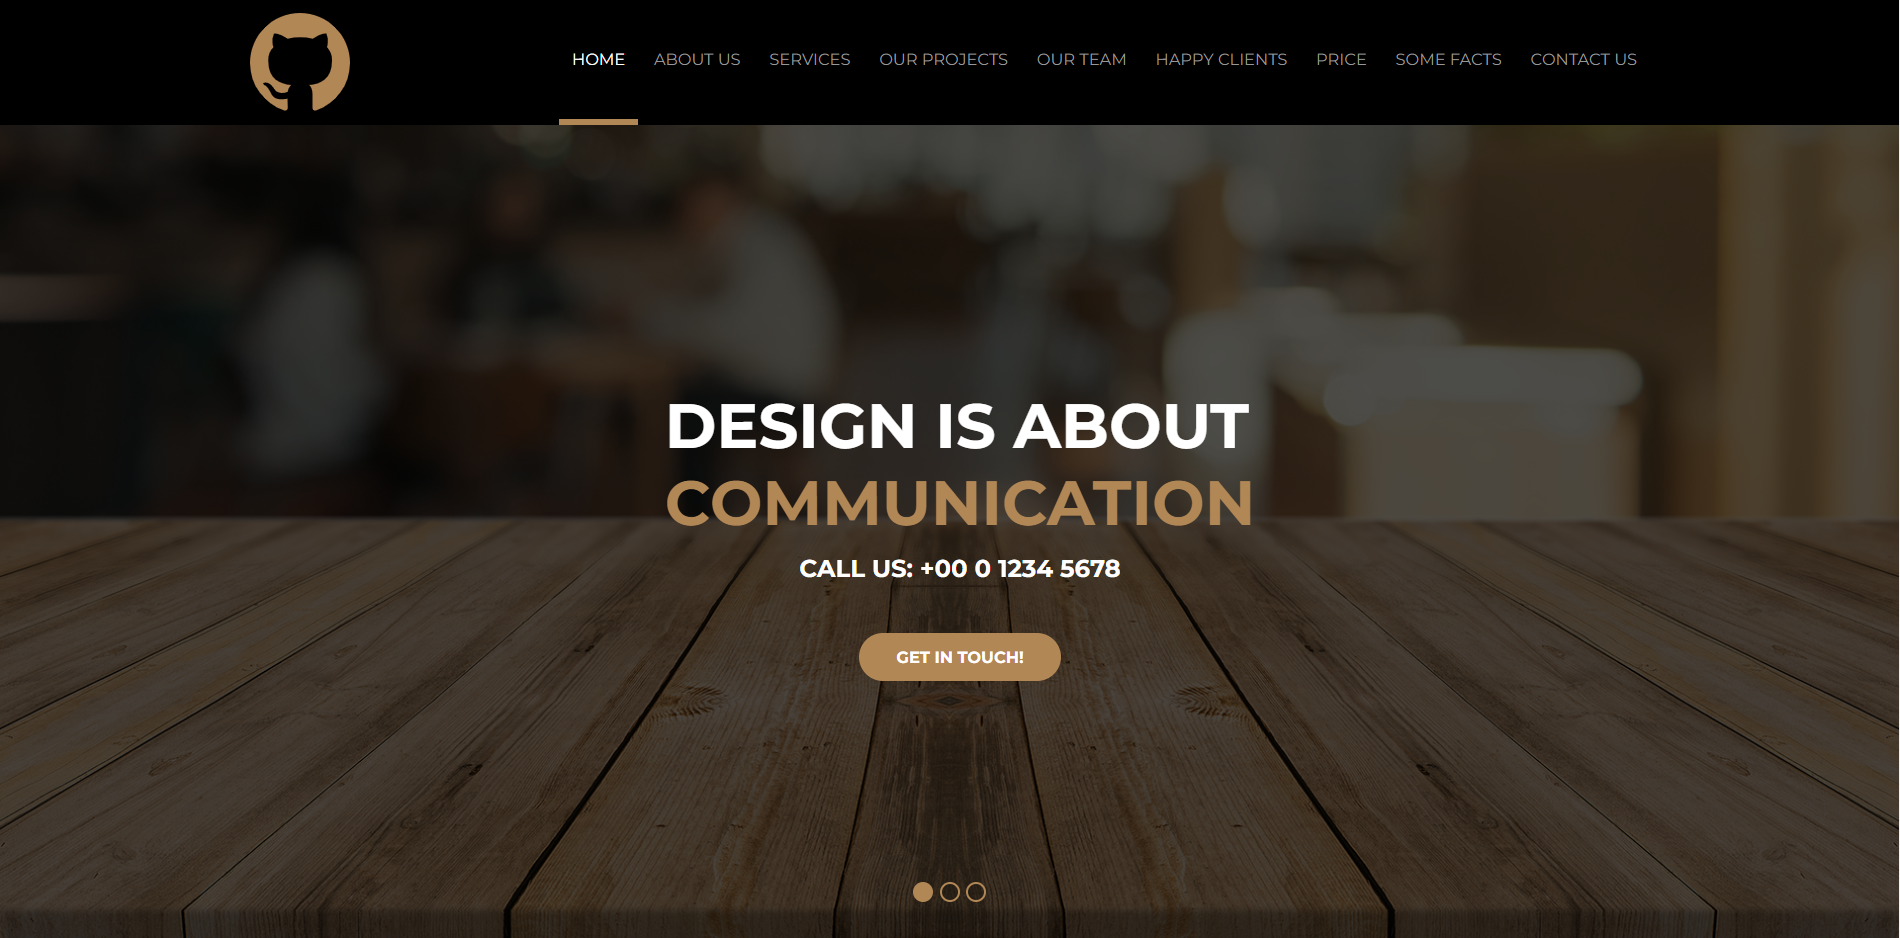 HOME ABOUT US SERVICES OUR PROJECTS OUR TEAM HAPPY CLIENTS PRICE SOME FACTS CONTACT US
DESIGN IS ABOUT
COMMUNICATION
CALL US: +00 0 1234 5678
GET IN TOUCH!